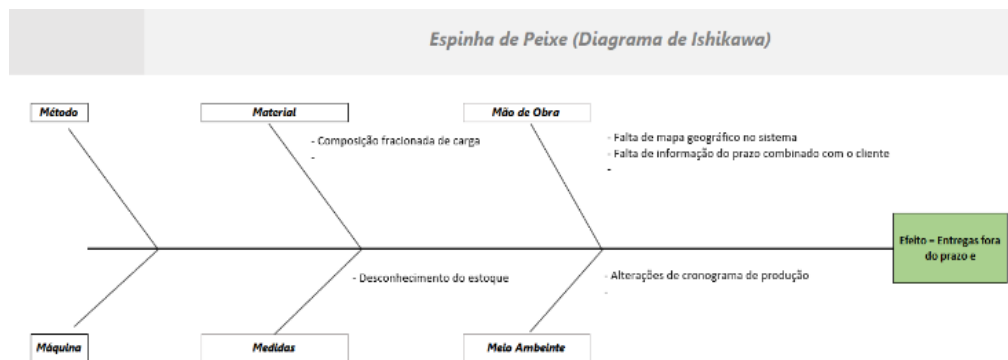 Espinha de Peixe (Diagrama de Ishikawa)
Método
Material
Mão de Obra
- Composição fracionada de carga
-
- Falta de mapa geográfico no sistema
- Falta de informação do prazo combinado com o cliente
-
Efeito = Entregas fora
do prazo e
- Desconhecimento do estoque
- Alterações de cronograma de produção
-
Máquina
Medidas
Meio Ambeinte